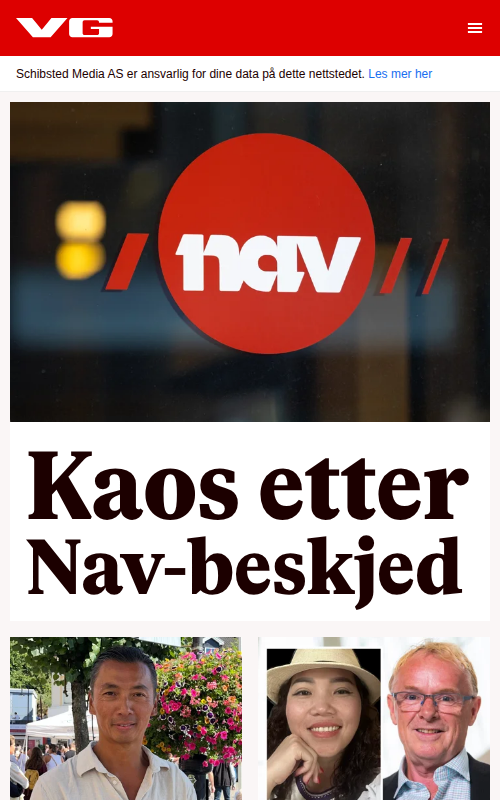 VG
Schibsted Media AS er ansvarlig for dine data på dette nettstedet. Les mer her
nav
Kaos etter
Nav-beskjed